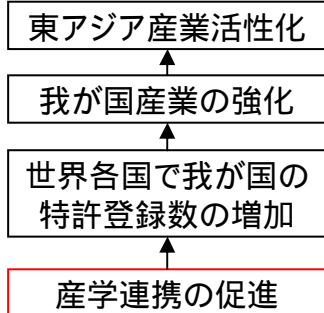 東アジア産業活性化
我が国産業の強化
世界各国で我が国の
特許登録数の増加
産学連携の促進